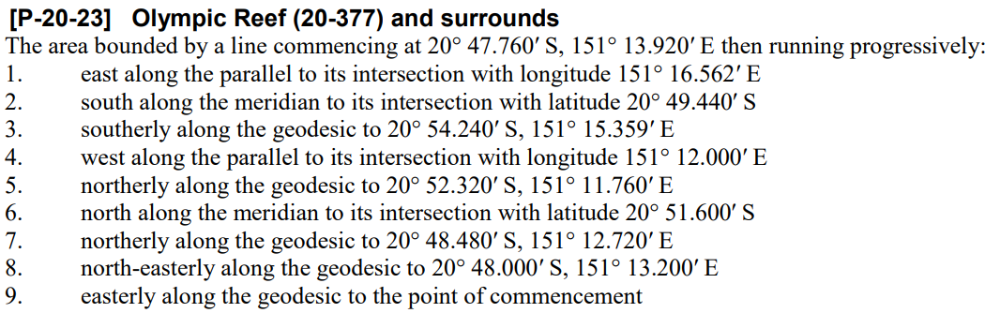 [P-20-23] Olympic Reef (20-377) and surrounds
The area bounded by a line commencing at 20° 47.760′ S, 151° 13.920′ E then running progressively:
1. east along the parallel to its intersection with longitude 151° 16.562′ E
2. south along the meridian to its intersection with latitude 20° 49.440′ S
3. southerly along the geodesic to 20° 54.240′ S, 151° 15.359′ E
4. west along the parallel to its intersection with longitude 151° 12.000′ E
5. northerly along the geodesic to 20° 52.320′ S, 151° 11.760′ E
6. north along the meridian to its intersection with latitude 20° 51.600′ S
7. northerly along the geodesic to 20° 48.480′ S, 151° 12.720′ E
8. north-easterly along the geodesic to 20° 48.000′ S, 151° 13.200′ E
9. easterly along the geodesic to the point of commencement